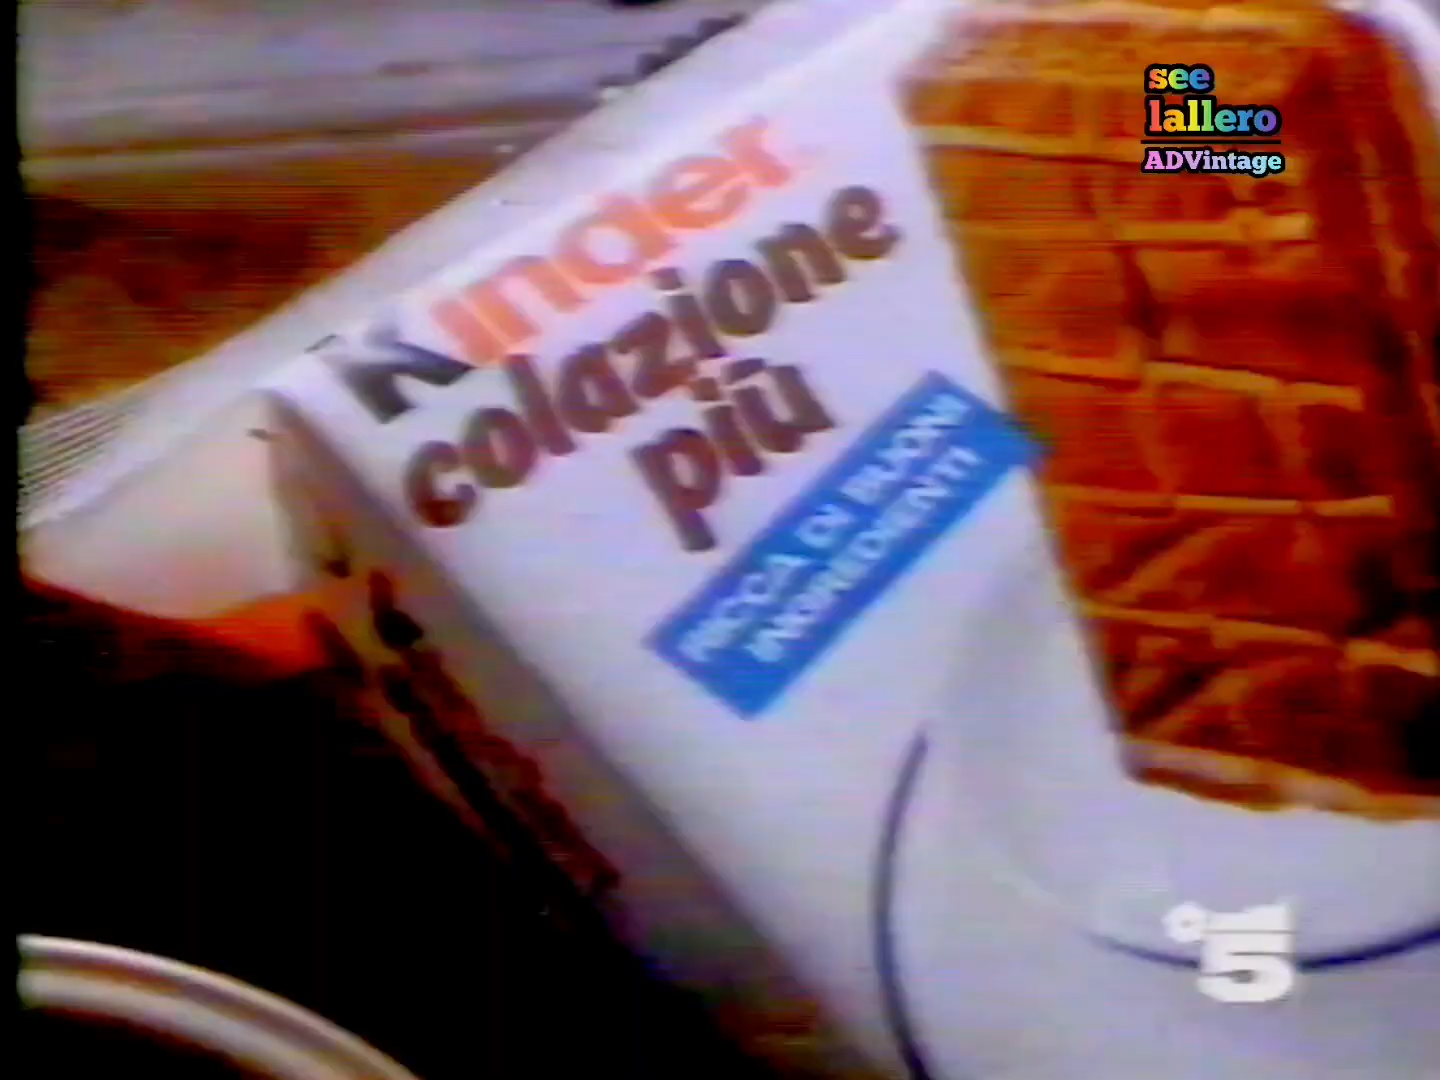 see
lallero
ADVintage
Kinder
colazione
più
RICCA DI BUONI
INGREDIENTI
5